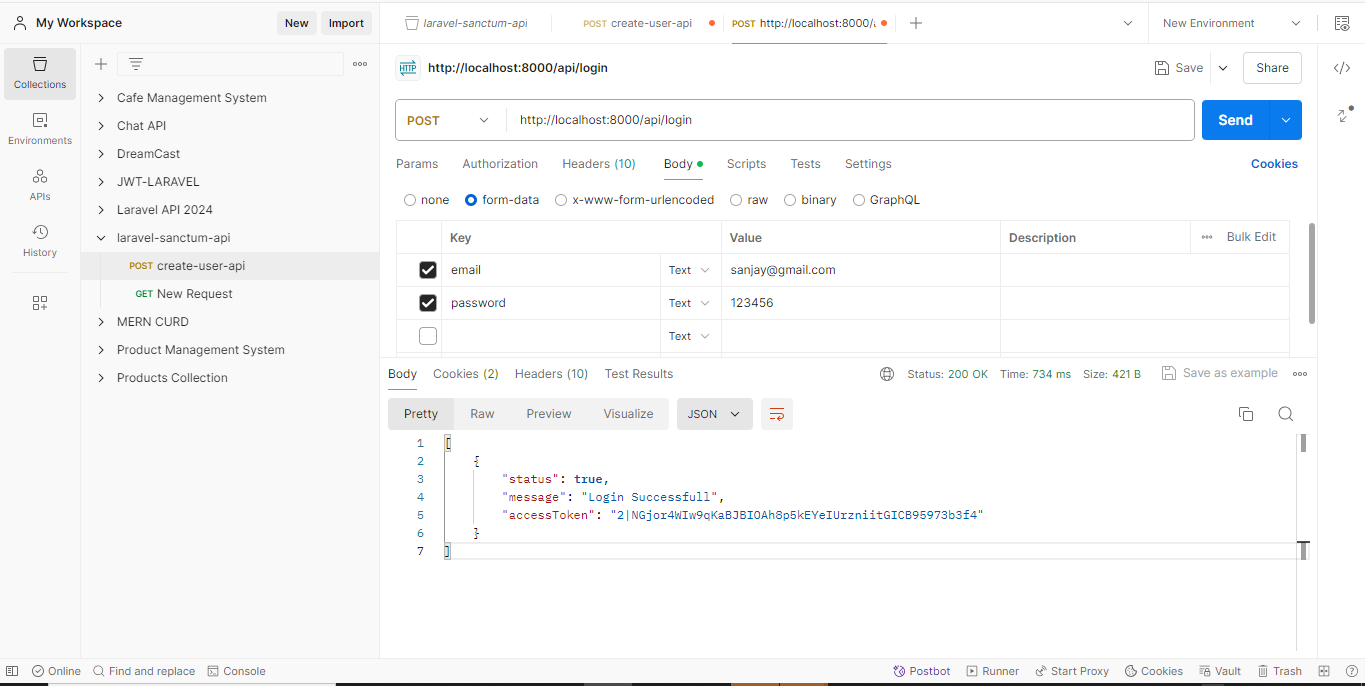 My Workspace New Import laravel-sanctum-api POST create-user-api POST http://localhost:8000/a New Environment
Collections
Environments
APIs
History
Cafe Management System
Chat API
DreamCast
JWT-LARAVEL
Laravel API 2024
laravel-sanctum-api
POST create-user-api
GET New Request
MERN CURD
Product Management System
Products Collection
HTTP http://localhost:8000/api/login Save Share
POST http://localhost:8000/api/login Send
Params Authorization Headers (10) Body Scripts Tests Settings Cookies
none form-data x-www-form-urlencoded raw binary GraphQL
Key Value Description Bulk Edit
email Text sanjay@gmail.com
password Text 123456
Text
Body Cookies (2) Headers (10) Test Results Status: 200 OK Time: 734 ms Size: 421 B Save as example
Pretty Raw Preview Visualize JSON
1 [
2 {
3 "status": true,
4 "message": "Login Successfull",
5 "accessToken": "2|NGjor4WIw9qKaBJBIOAh8p5kEYeIUrzniitGICB95973b3f4"
6 }
7 ]
Online Find and replace Console Postbot Runner Start Proxy Cookies Vault Trash